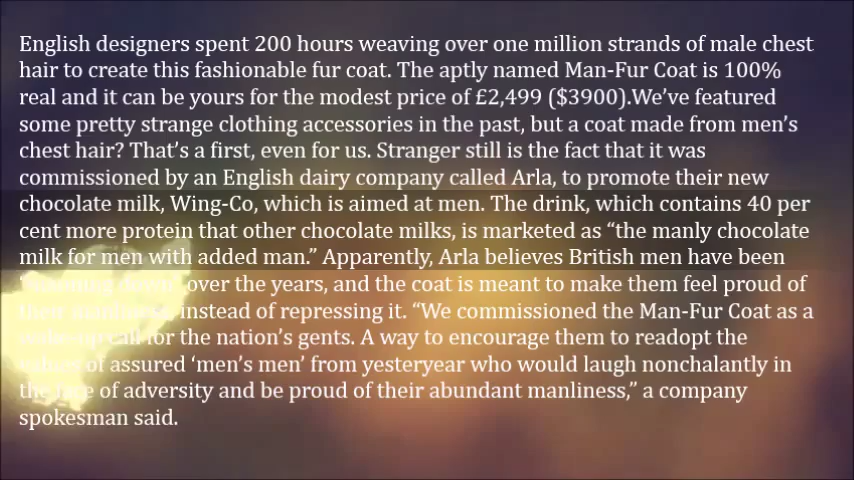 English designers spent 200 hours weaving over one million strands of male chest
hair to create this fashionable fur coat. The aptly named Man-Fur Coat is 100%
real and it can be yours for the modest price of £2,499 ($3900).We've featured
some pretty strange clothing accessories in the past, but a coat made from men's
chest hair? That's a first, even for us. Stranger still is the fact that it was
commissioned by an English dairy company called Arla, to promote their new
chocolate milk, Wing-Co, which is aimed at men. The drink, which contains 40 per
cent more protein that other chocolate milks, is marketed as “the manly chocolate
milk for men with added man.” Apparently, Arla believes British men have been
over the years, and the coat is meant to make them feel proud of
their manliness, instead of repressing it. “We commissioned the Man-Fur Coat as a
wake-up call for the nation's gents. A way to encourage them to readopt the
values of assured ‘men's men’ from yesteryear who would laugh nonchalantly in
the face of adversity and be proud of their abundant manliness,” a company
spokesman said.